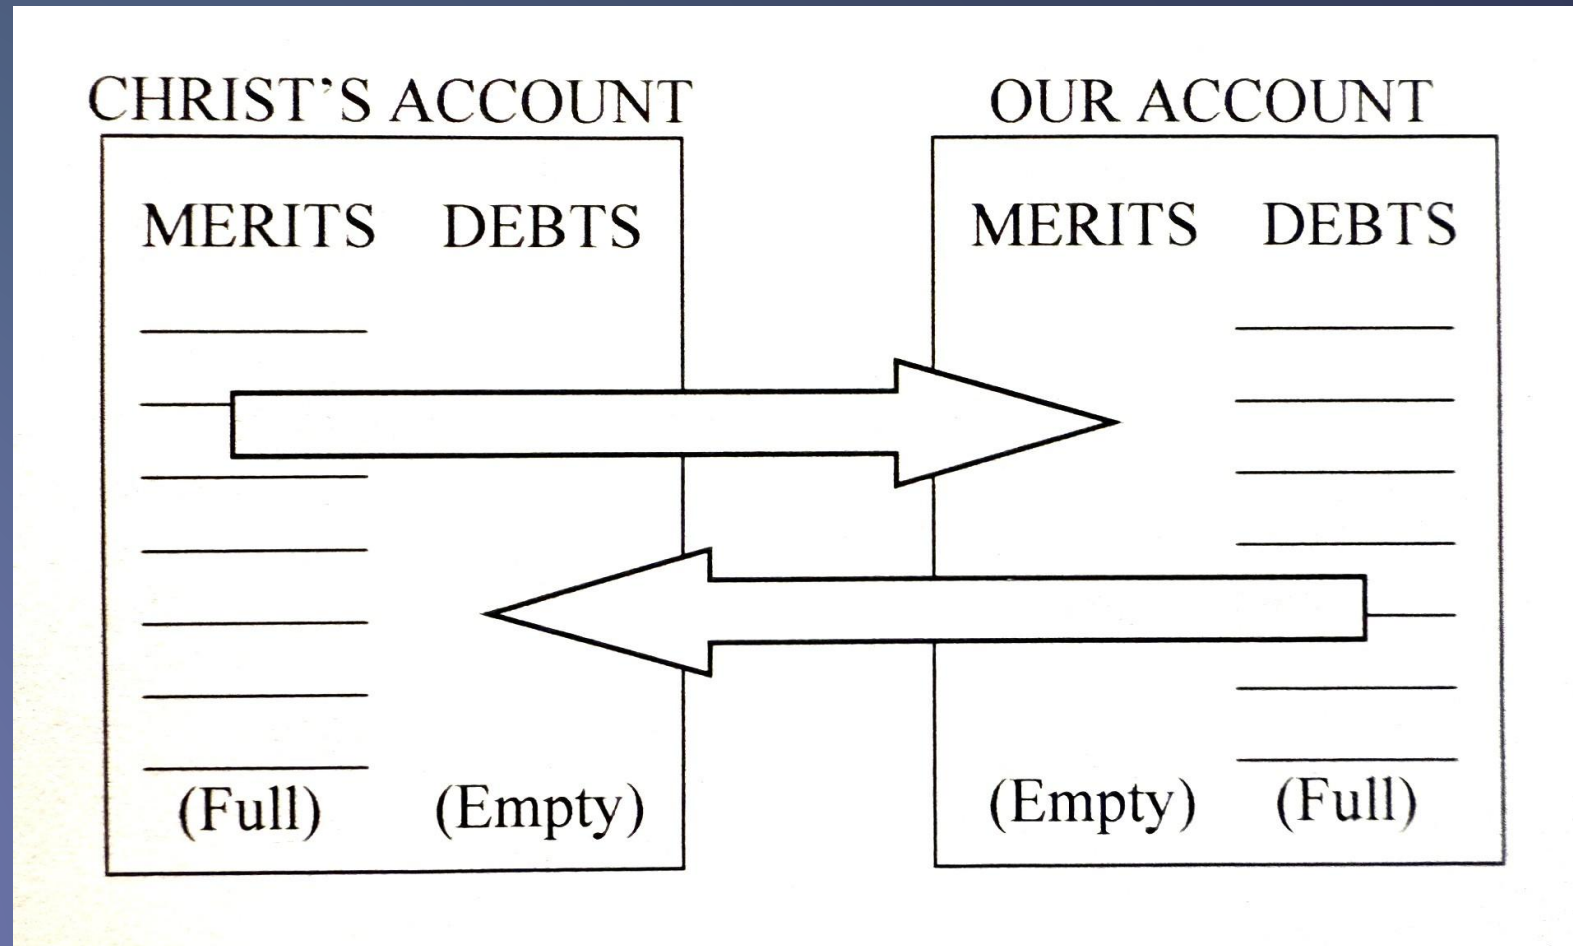 CHRIST'S ACCOUNT
MERITS DEBTS
(Full) (Empty)
OUR ACCOUNT
MERITS DEBTS
(Empty) (Full)